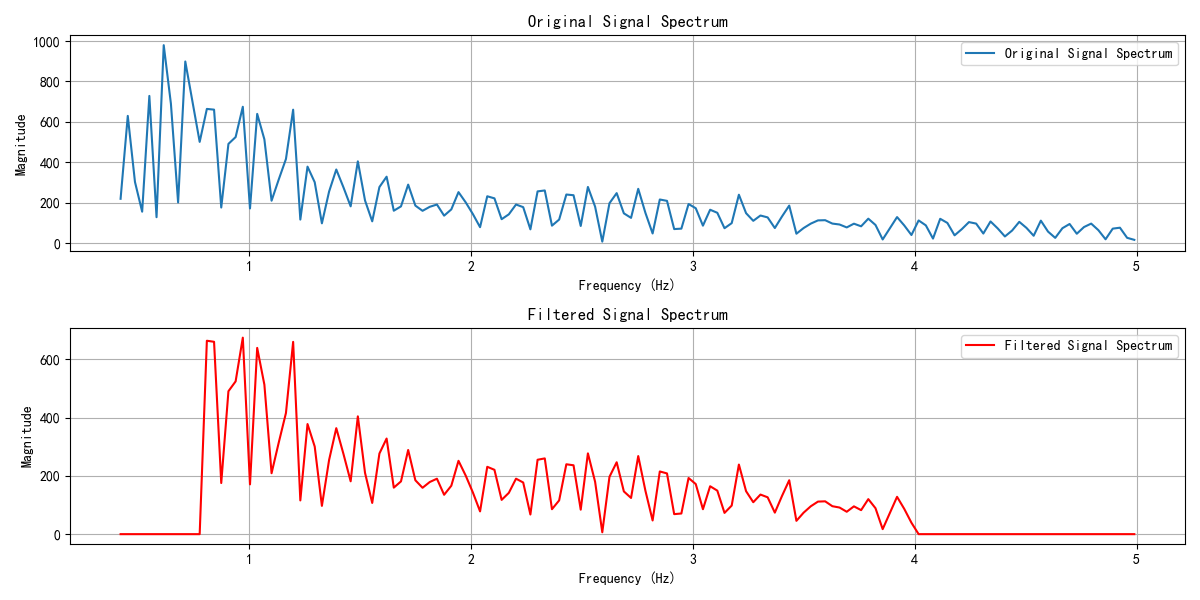 Original Signal Spectrum
1000
800
600
400
200
0
Magnitude
Original Signal Spectrum
1 2 3 4 5
Frequency (Hz)
Filtered Signal Spectrum
600
400
200
0
Magnitude
Filtered Signal Spectrum
1 2 3 4 5
Frequency (Hz)